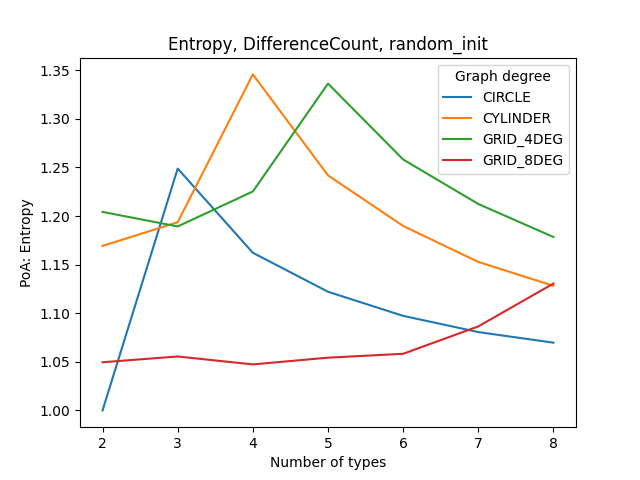 Entropy, DifferenceCount, random_init
Graph degree
CIRCLE
CYLINDER
GRID_4DEG
GRID_8DEG
PoA: Entropy
1.35
1.30
1.25
1.20
1.15
1.10
1.05
1.00
2 3 4 5 6 7 8
Number of types